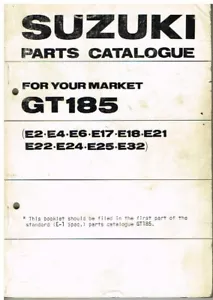 SUZUKI
PARTS CATALOGUE
FOR YOUR MARKET
GT185
(E2·E4·E6·E17·E18·E21
E22·E24·E25·E32)
* This booklet should be filed in the first part of the
standard (E-1 spec.) parts catalogue GT185.